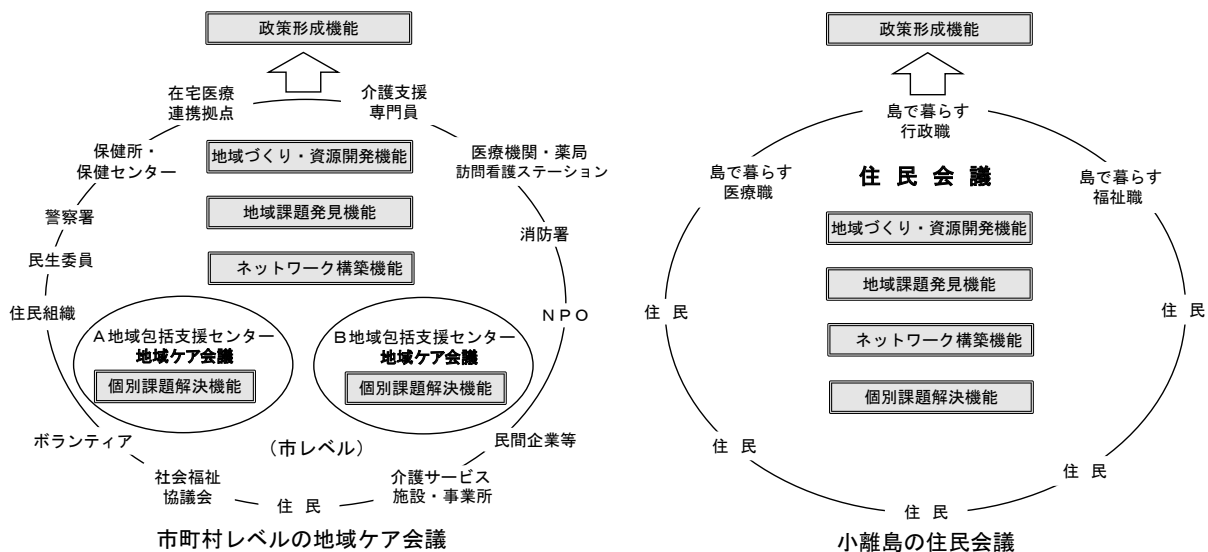 政策形成機能
在宅医療
連携拠点
介護支援
専門員
保健所・
保健センター
地域づくり・資源開発機能
医療機関・薬局
訪問看護ステーション
警察署
地域課題発見機能
消防署
民生委員
ネットワーク構築機能
住民組織
NPO
A地域包括支援センター
地域ケア会議
個別課題解決機能
B地域包括支援センター
地域ケア会議
個別課題解決機能
ボランティア
(市レベル)
民間企業等
社会福祉
協議会
住 民
介護サービス
施設・事業所
市町村レベルの地域ケア会議
政策形成機能
島で暮らす
行政職
島で暮らす
医療職
住 民 会 議
島で暮らす
福祉職
地域づくり・資源開発機能
地域課題発見機能
住 民
住 民
ネットワーク構築機能
個別課題解決機能
住 民
住 民
住 民
小離島の住民会議